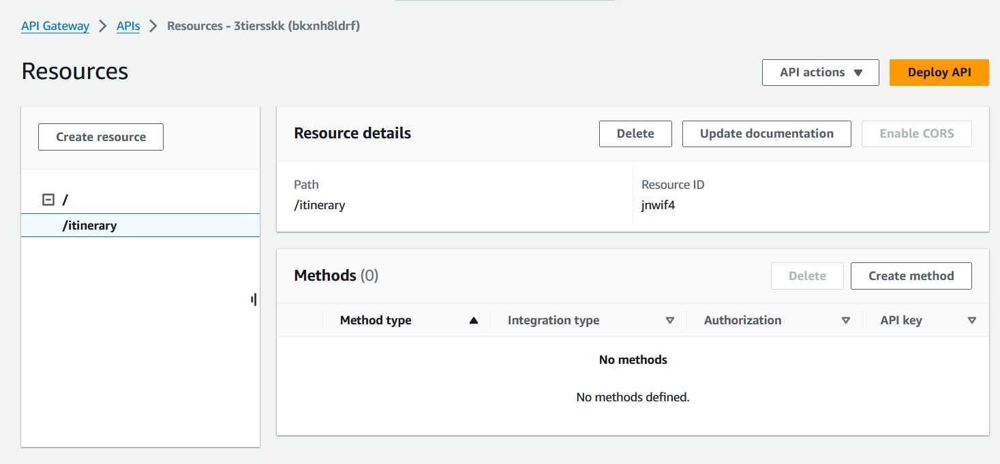 API Gateway > APIs > Resources - 3tiersskk (bkxnh8ldrf)
Resources
API actions ▼
Deploy API
Create resource
/
/itinerary
Resource details
Delete
Update documentation
Enable CORS
Path
/itinerary
Resource ID
jnwif4
Methods (0)
Delete
Create method
Method type
Integration type
Authorization
API key
No methods
No methods defined.